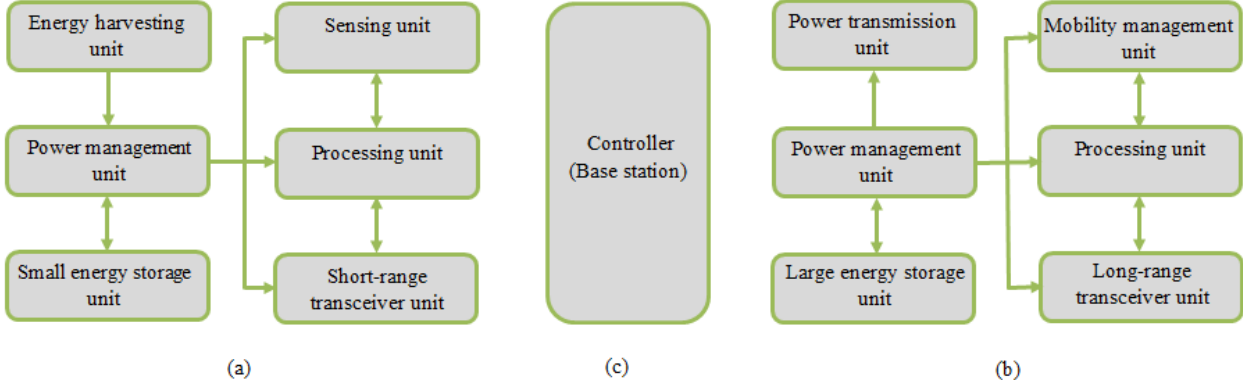 Energy harvesting
unit
Sensing unit
Power management
unit
Processing unit
Small energy storage
unit
Short-range
transceiver unit
(a)
Controller
(Base station)
(c)
Power transmission
unit
Mobility management
unit
Power management
unit
Processing unit
Large energy storage
unit
Long-range
transceiver unit
(b)